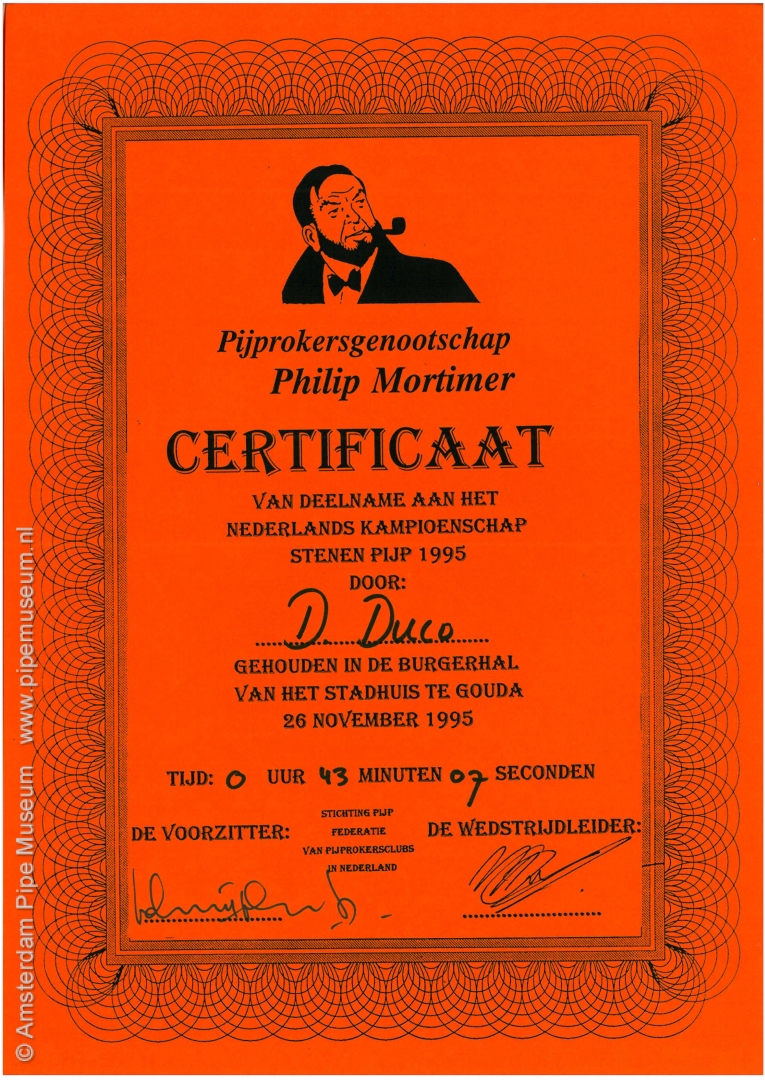 Pijprokersgenootschap
Philip Mortimer
CERTIFICAAT
VAN DEELNAME AAN HET
NEDERLANDS KAMPIOENSCHAP
STENEN PIJP 1995
DOOR:
D. Duco
GEHOUDEN IN DE BURGERHAL
VAN HET STADHUIS TE GOUDA
26 NOVEMBER 1995
TIJD: 0 UUR 43 MINUTEN 07 SECONDEN
DE VOORZITTER:
STICHTING PIJP
FEDERATIE
VAN PIJPROKERSCLUBS
IN NEDERLAND
DE WEDSTRIJDLEIDER:
© Amsterdam Pipe Museum www.pipemuseum.nl